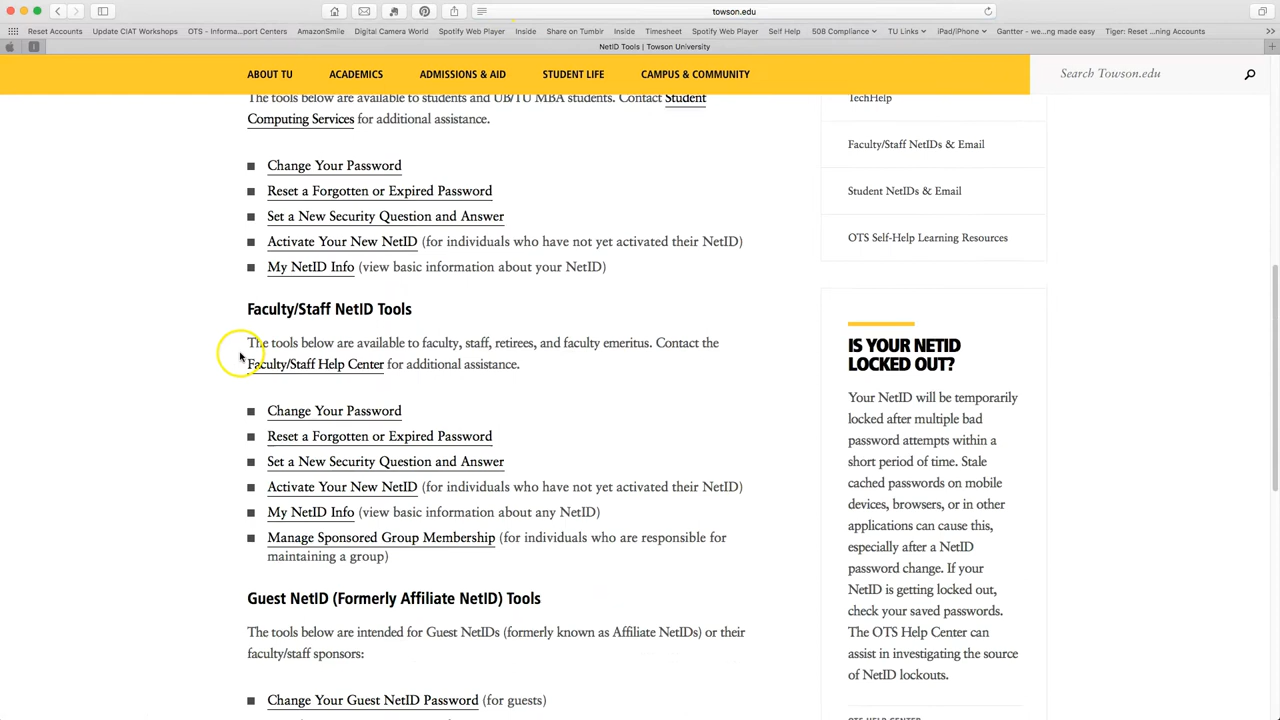 towson.edu
Reset Accounts Update CIAT Workshops OTS - Informa...port Centers AmazonSmile Digital Camera World Spotify Web Player Inside Share on Tumblr Inside Timesheet Spotify Web Player Self Help 508 Compliance TU Links iPad/iPhone Gantter - we...ng made easy Tiger: Reset ...ning Accounts
NetID Tools | Towson University
ABOUT TU ACADEMICS ADMISSIONS & AID STUDENT LIFE CAMPUS & COMMUNITY Search Towson.edu
The tools below are available to students and UB/TU MBA students. Contact Student
Computing Services for additional assistance.
Change Your Password
Reset a Forgotten or Expired Password
Set a New Security Question and Answer
Activate Your New NetID (for individuals who have not yet activated their NetID)
My NetID Info (view basic information about your NetID)
Faculty/Staff NetID Tools
The tools below are available to faculty, staff, retirees, and faculty emeritus. Contact the
Faculty/Staff Help Center for additional assistance.
Change Your Password
Reset a Forgotten or Expired Password
Set a New Security Question and Answer
Activate Your New NetID (for individuals who have not yet activated their NetID)
My NetID Info (view basic information about any NetID)
Manage Sponsored Group Membership (for individuals who are responsible for
maintaining a group)
Guest NetID (Formerly Affiliate NetID) Tools
The tools below are intended for Guest NetIDs (formerly known as Affiliate NetIDs) or their
faculty/staff sponsors:
Change Your Guest NetID Password (for guests)
TechHelp
Faculty/Staff NetIDs & Email
Student NetIDs & Email
OTS Self-Help Learning Resources
IS YOUR NETID
LOCKED OUT?
Your NetID will be temporarily
locked after multiple bad
password attempts within a
short period of time. Stale
cached passwords on mobile
devices, browsers, or in other
applications can cause this,
especially after a NetID
password change. If your
NetID is getting locked out,
check your saved passwords.
The OTS Help Center can
assist in investigating the source
of NetID lockouts.
OTS HELP CENTER